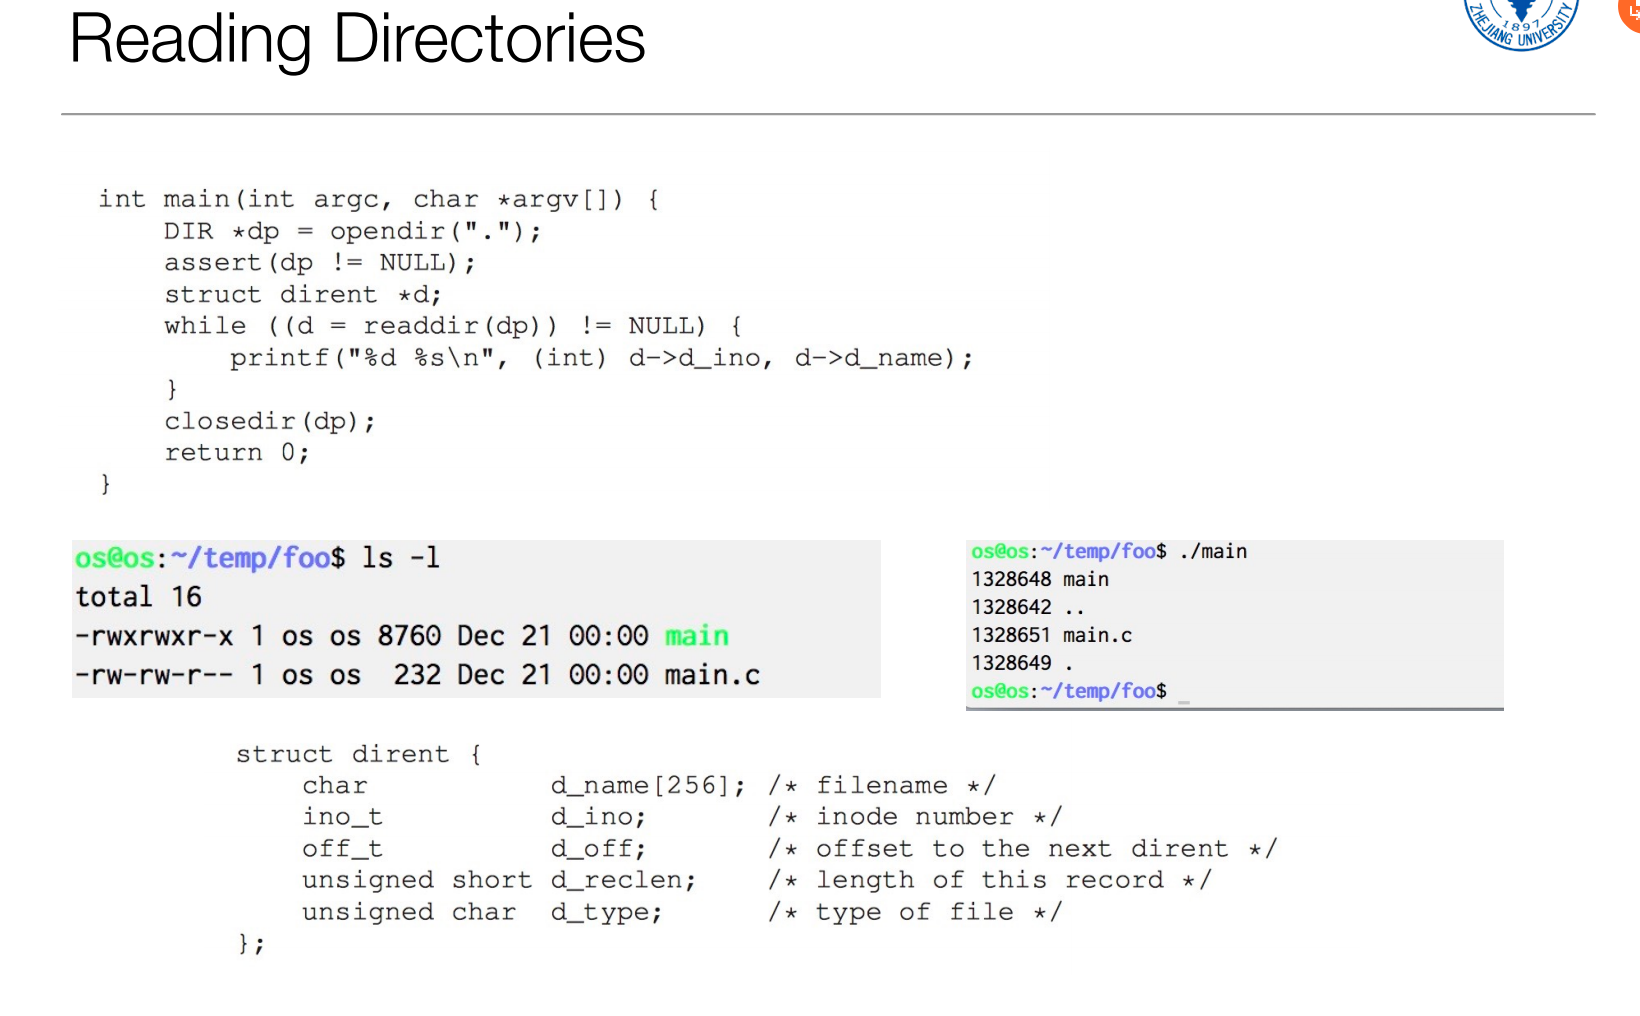 Reading Directories
ZHEJIANG UNIVERSITY
1897
int main(int argc, char *argv[]) {
    DIR *dp = opendir(".");
    assert(dp != NULL);
    struct dirent *d;
    while ((d = readdir(dp)) != NULL) {
        printf("%d %s\n", (int) d->d_ino, d->d_name);
    }
    closedir(dp);
    return 0;
}
os@os:~/temp/foo$ ls -l
total 16
-rwxrwxr-x 1 os os 8760 Dec 21 00:00 main
-rw-rw-r-- 1 os os  232 Dec 21 00:00 main.c
os@os:~/temp/foo$ ./main
1328648 main
1328642 ..
1328651 main.c
1328649 .
os@os:~/temp/foo$ _
struct dirent {
    char           d_name[256]; /* filename */
    ino_t          d_ino;       /* inode number */
    off_t          d_off;       /* offset to the next dirent */
    unsigned short d_reclen;    /* length of this record */
    unsigned char  d_type;      /* type of file */
};